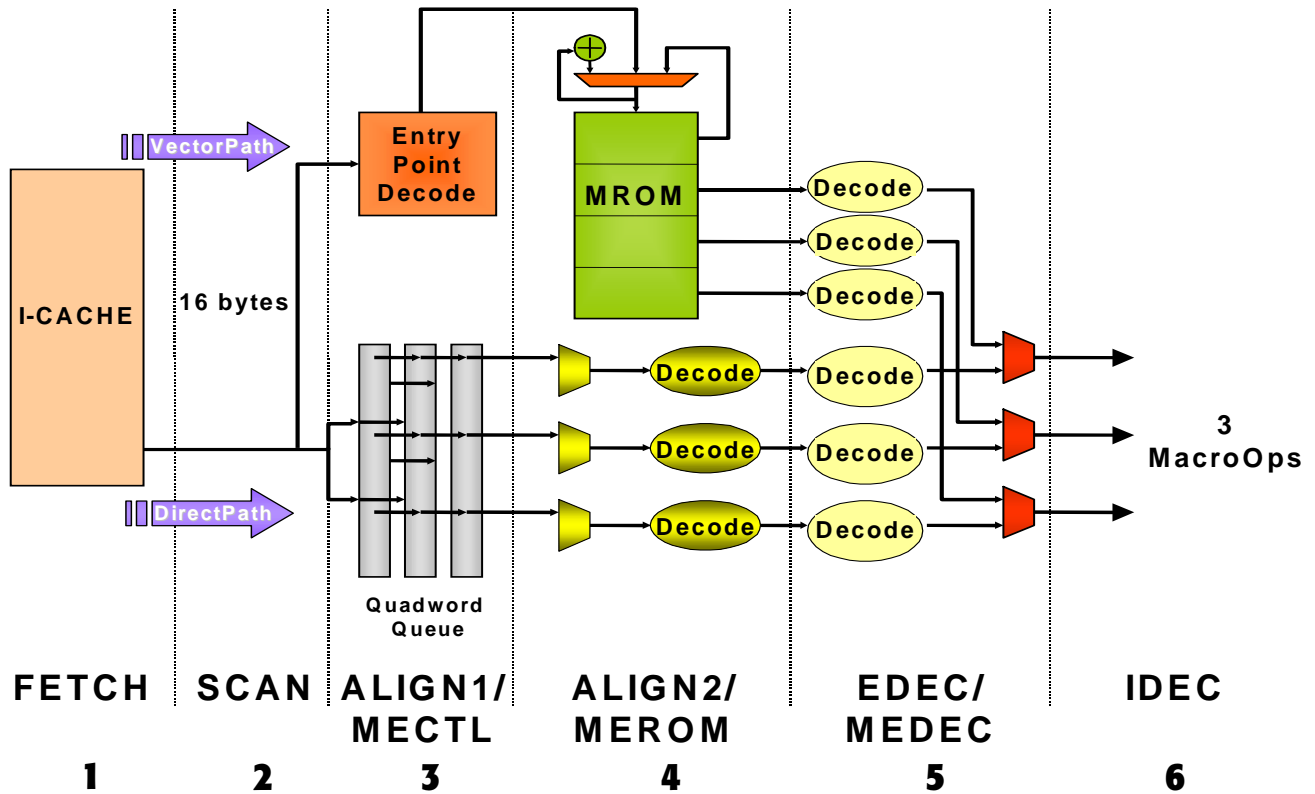 VectorPath
Entry
Point
Decode
MROM
Decode
Decode
Decode
I-CACHE
16 bytes
Decode
Decode
Decode
Decode
Decode
Decode
3
MacroOps
DirectPath
Quadword
Queue
FETCH
SCAN
ALIGN1/
MECTL
ALIGN2/
MEROM
EDEC/
MEDEC
IDEC
1
2
3
4
5
6